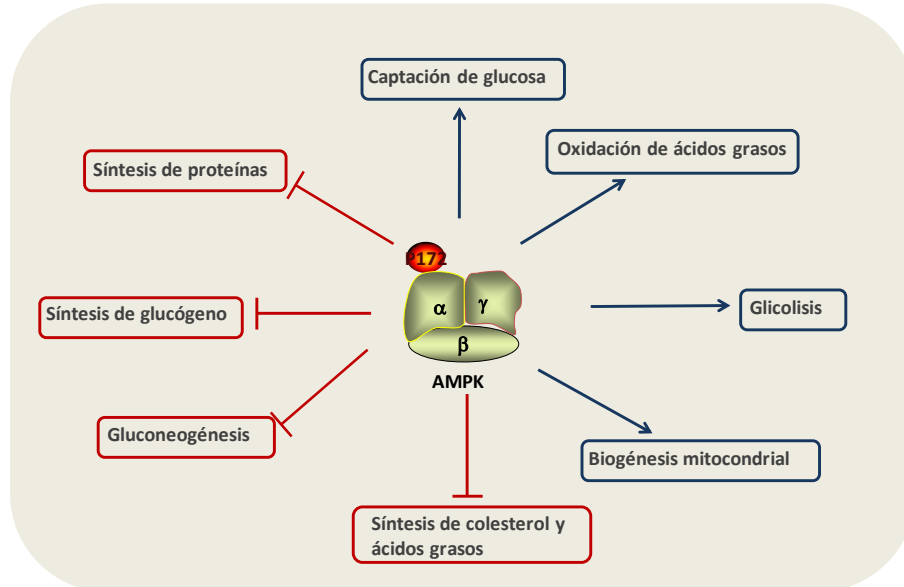 Captación de glucosa
Oxidación de ácidos grasos
Síntesis de proteínas
P172
α
γ
β
AMPK
Síntesis de glucógeno
Glicolisis
Gluconeogénesis
Biogénesis mitocondrial
Síntesis de colesterol y
ácidos grasos